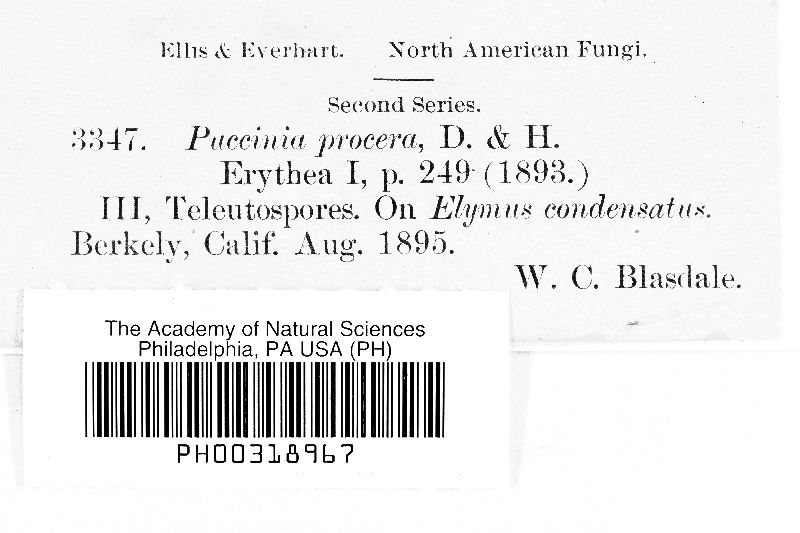 Ellis & Everhart. North American Fungi.
Second Series.
3347. Puccinia procera, D. & H.
Erythea I, p. 249 (1893.)
III, Teleutospores. On Elymus condensatus.
Berkely, Calif. Aug. 1895.
W. C. Blasdale.
The Academy of Natural Sciences
Philadelphia, PA USA (PH)
PH00318967